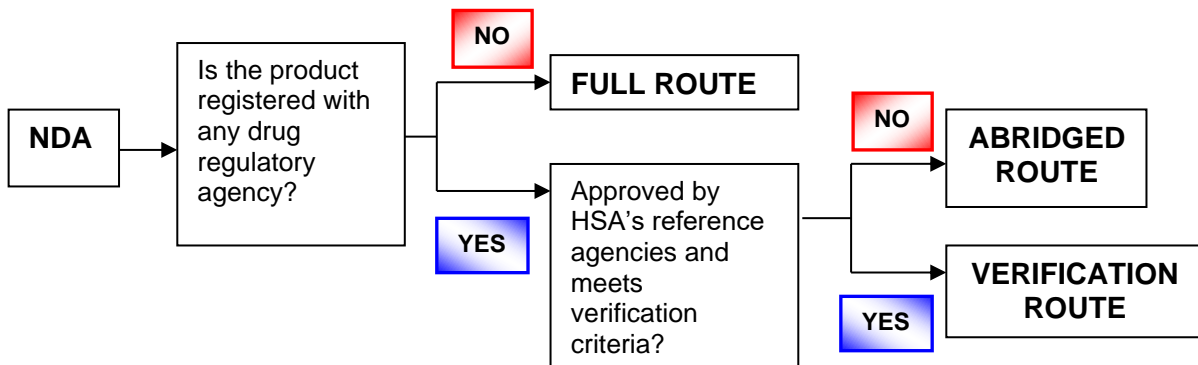 NDA
Is the product
registered with
any drug
regulatory
agency?
NO
FULL ROUTE
YES
Approved by
HSA’s reference
agencies and
meets
verification
criteria?
NO
ABRIDGED
ROUTE
YES
VERIFICATION
ROUTE